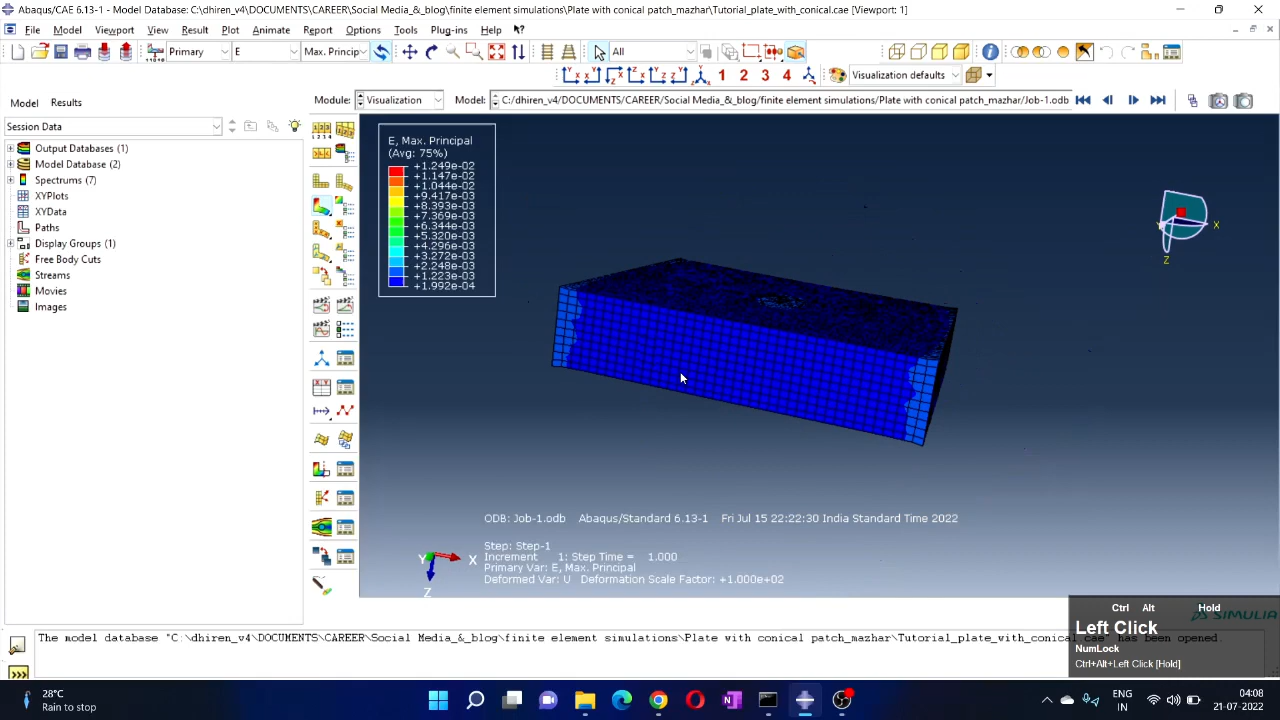 Abaqus/CAE 6.13-1 - Model Database: C:\dhiren_v4\DOCUMENTS\CAREER\Social Media_&_blog\finite element simulations\Plate with conical patch_mazhar\Tutorial_plate_with_conical.cae [Viewport: 1]
File Model Viewport View Result Plot Animate Report Options Tools Plug-ins Help
Primary E Max. Princip All
1 2 3 4 Visualization defaults
Model Results
Module: Visualization Model: C:/dhiren_v4/DOCUMENTS/CAREER/Social Media_&_blog/finite element simulations/Plate with conical patch_mazhar/Job-1.odb
Session Data
Output Databases (1)
Model Database (2)
Spectrums (7)
XYPlots
XYData
Paths
Display Groups (1)
Free Body Cuts
Streams
Movies
Images
E, Max. Principal
(Avg: 75%)
+1.249e-02
+1.147e-02
+1.044e-02
+9.417e-03
+8.393e-03
+7.369e-03
+6.344e-03
+5.320e-03
+4.296e-03
+3.272e-03
+2.248e-03
+1.223e-03
+1.992e-04
X
Z
ODB: Job-1.odb Abaqus/Standard 6.13-1 Fri Jul 2:30 India Standard Time 2022
Step: Step-1
Increment 1: Step Time = 1.000
Primary Var: E, Max. Principal
Deformed Var: U Deformation Scale Factor: +1.000e+02
Y X
Z
SIMULIA
Ctrl Alt Hold
Left Click
NumLock
Ctrl+Alt+Left Click [Hold]
The model database "C:\dhiren_v4\DOCUMENTS\CAREER\Social Media_&_blog\finite element simulations\Plate with conical patch_mazhar\Tutorial_plate_with_conical.cae" has been opened.
28°C
Rain to stop
ENG
IN
04:08
21-07-2022